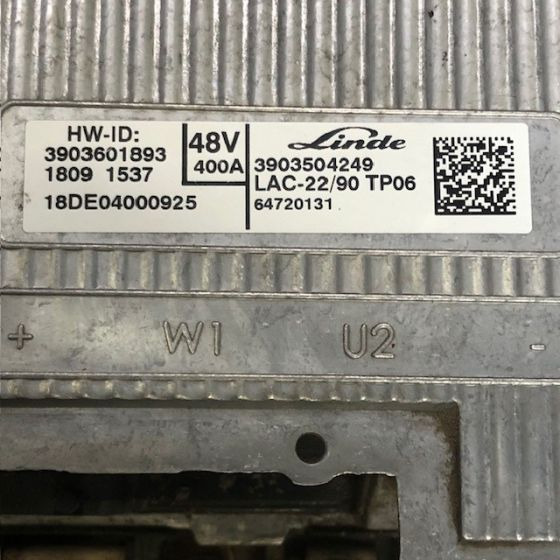 HW-ID:
3903601893
1809 1537
18DE04000925
48V
400A
Linde
3903504249
LAC-22/90 TP06
64720131
+ W1 U2 -